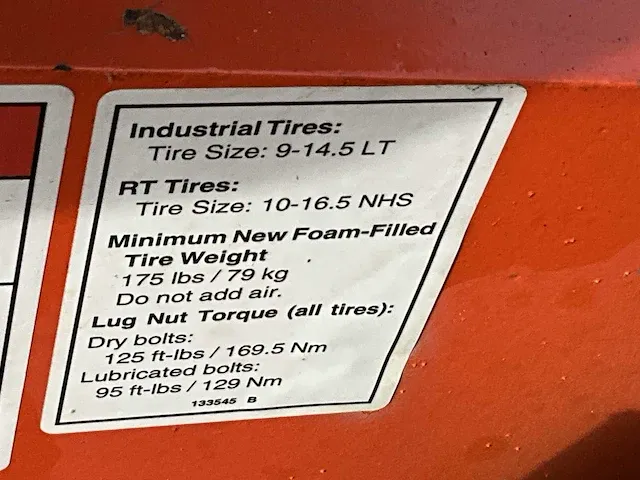 Industrial Tires:
Tire Size: 9-14.5 LT
RT Tires:
Tire Size: 10-16.5 NHS
Minimum New Foam-Filled
Tire Weight
175 lbs / 79 kg
Do not add air.
Lug Nut Torque (all tires):
Dry bolts:
125 ft-lbs / 169.5 Nm
Lubricated bolts:
95 ft-lbs / 129 Nm
133545 B